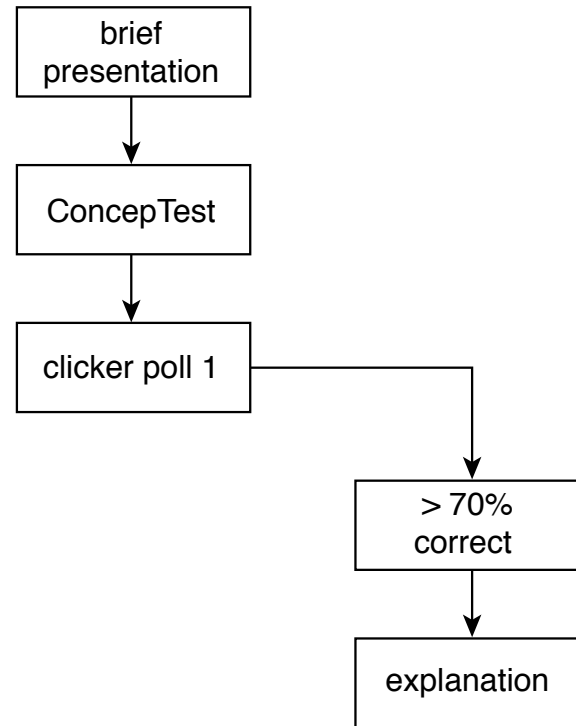 brief
presentation
ConcepTest
clicker poll 1
> 70%
correct
explanation